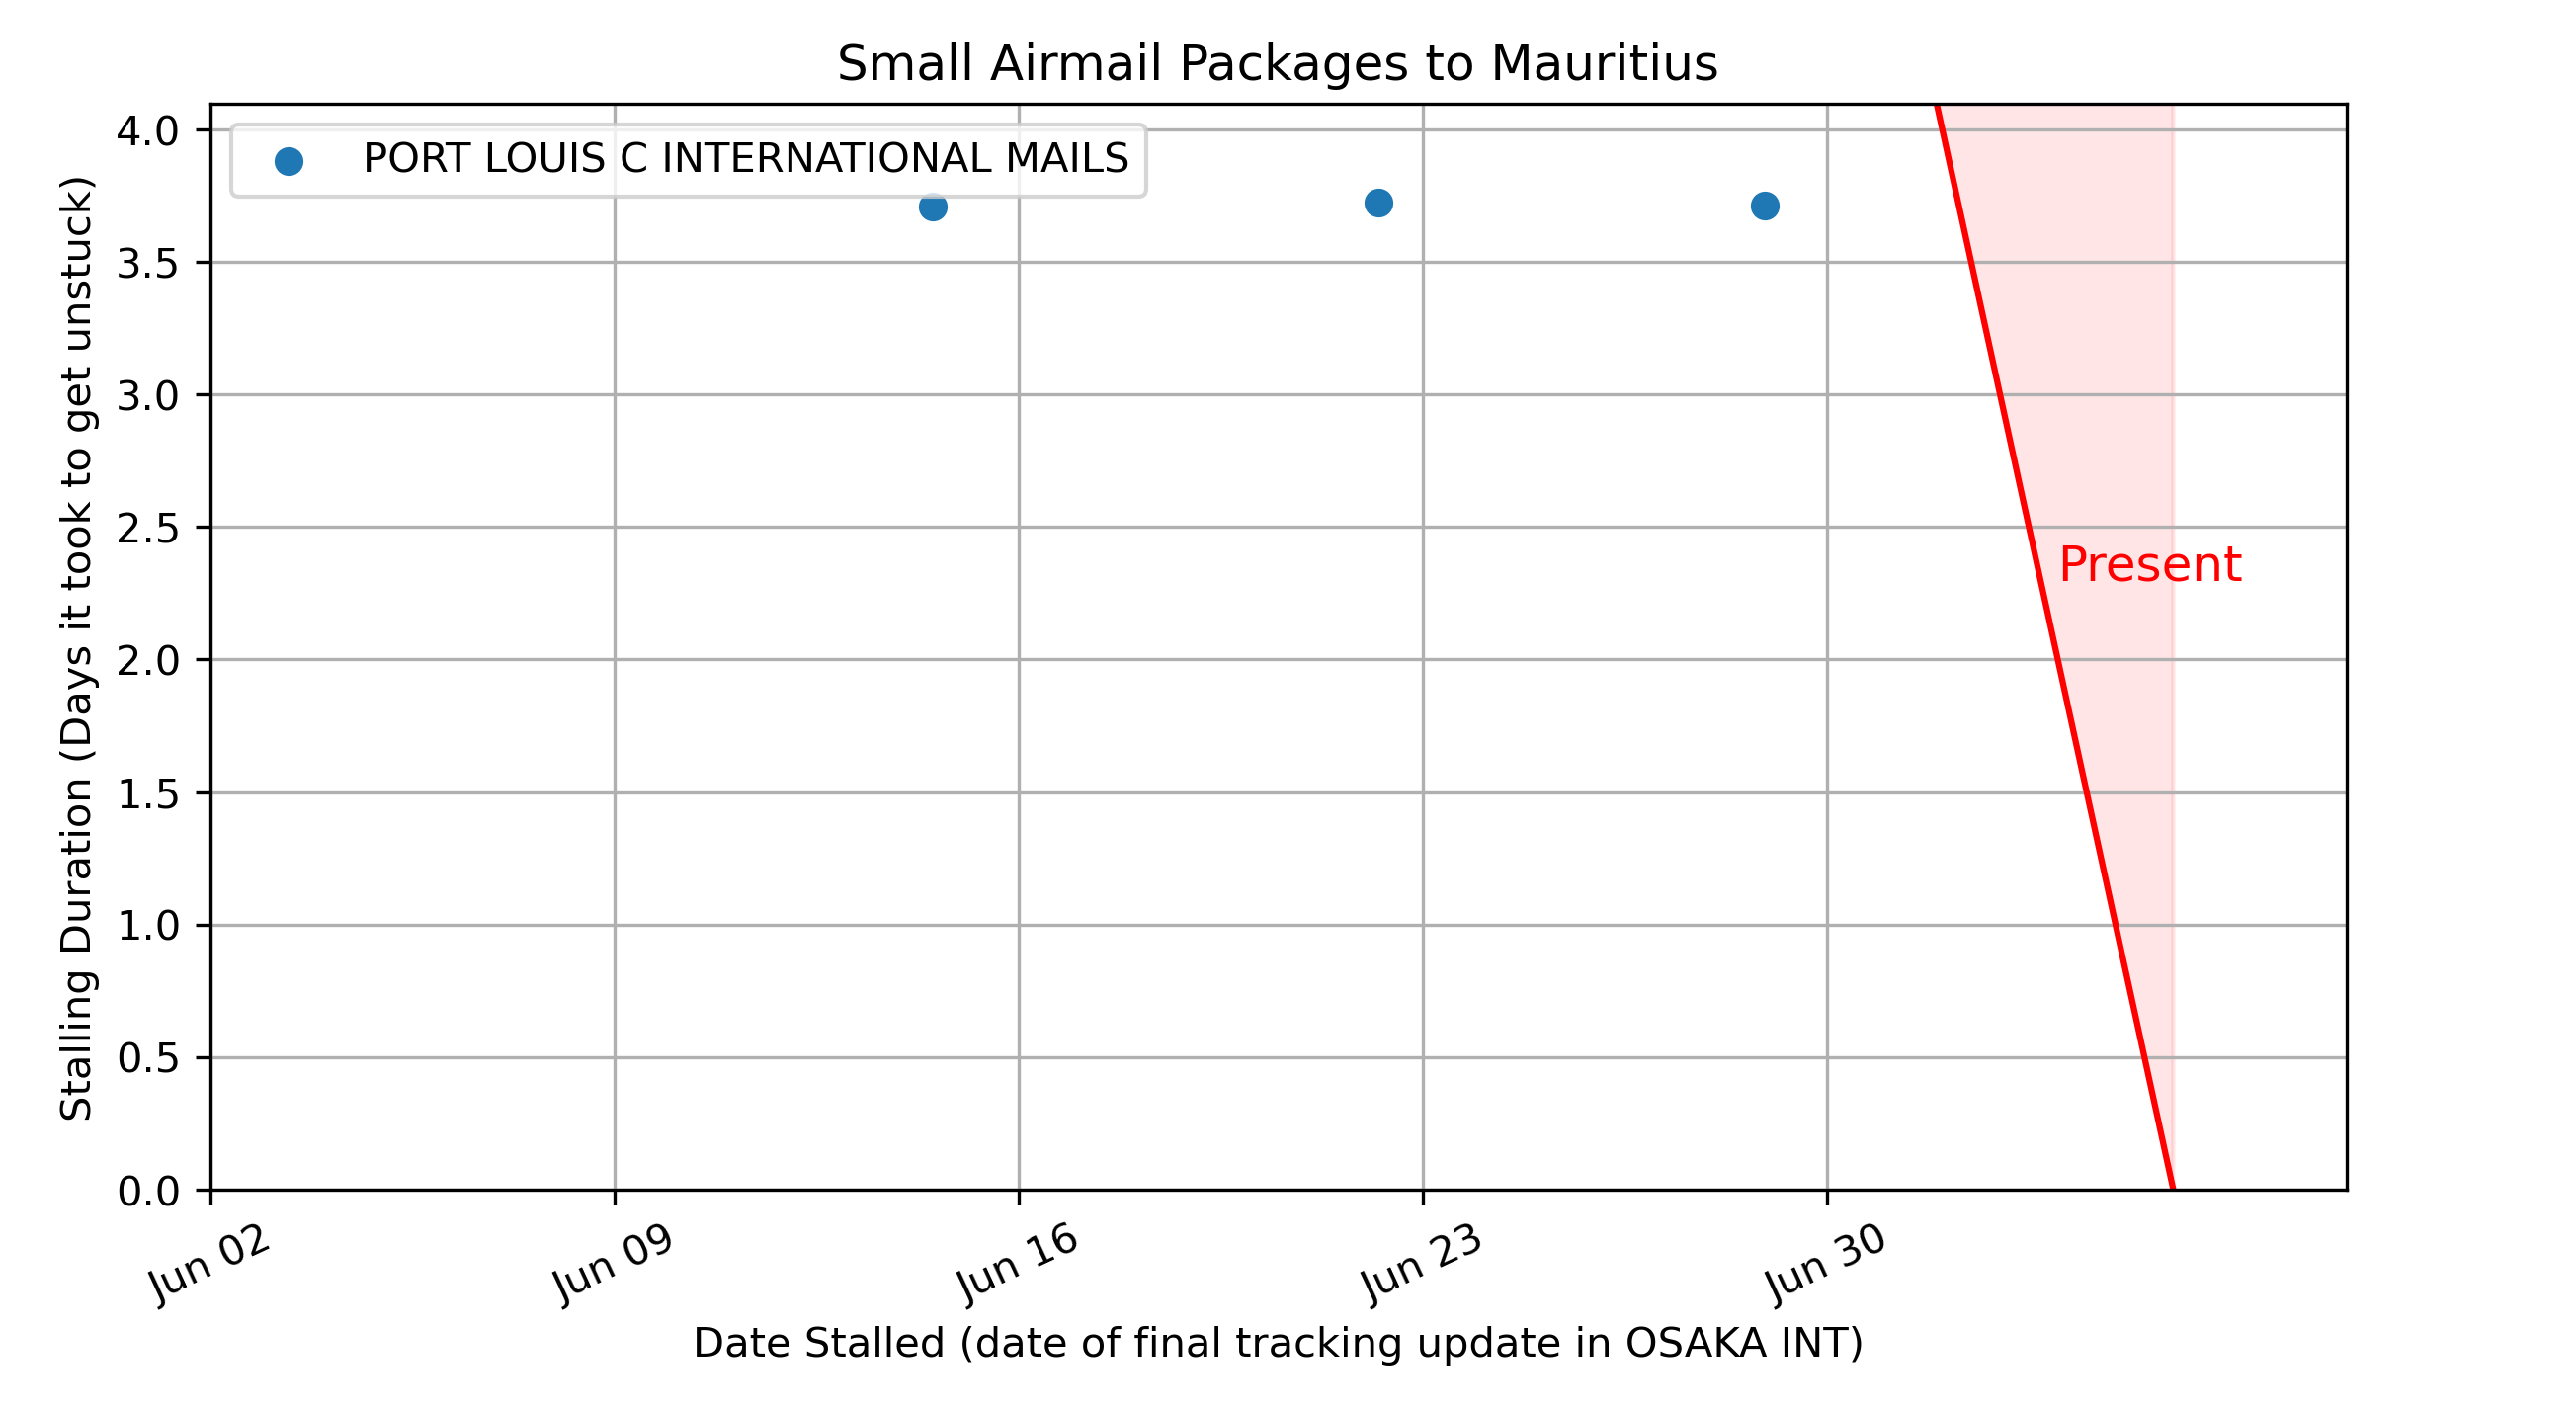 Small Airmail Packages to Mauritius
PORT LOUIS C INTERNATIONAL MAILS
Stalling Duration (Days it took to get unstuck)
4.0
3.5
3.0
2.5
2.0
1.5
1.0
0.5
0.0
Present
Jun 02
Jun 09
Jun 16
Jun 23
Jun 30
Date Stalled (date of final tracking update in OSAKA INT)